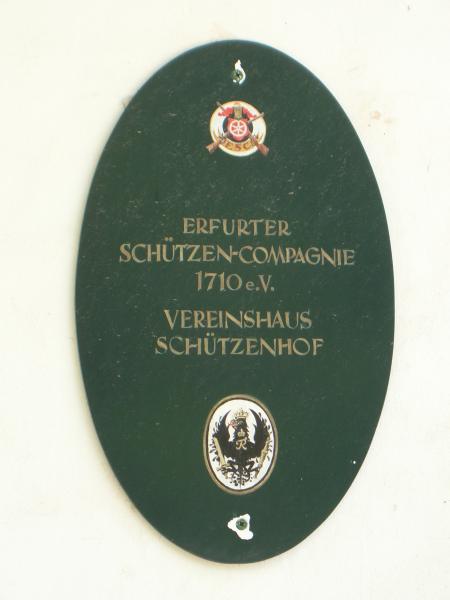 ESC
ERFURTER
SCHÜTZEN-COMPAGNIE
1710 e.V.
VEREINSHAUS
SCHÜTZENHOF
R